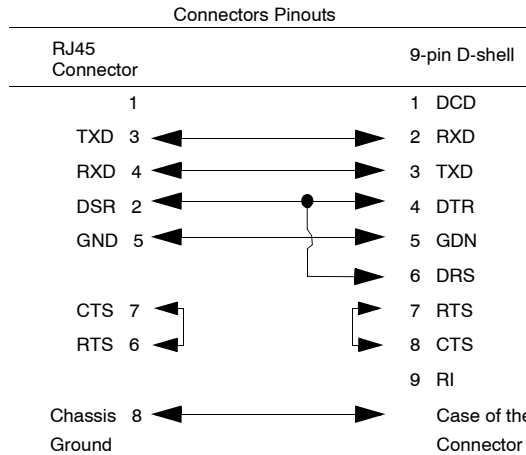 Connectors Pinouts
RJ45 Connector
9-pin D-shell
1 1 DCD
TXD 3 2 RXD
RXD 4 3 TXD
DSR 2 4 DTR
GND 5 5 GDN
6 DRS
CTS 7 7 RTS
RTS 6 8 CTS
9 RI
Chassis 8 Case of the
Ground Connector